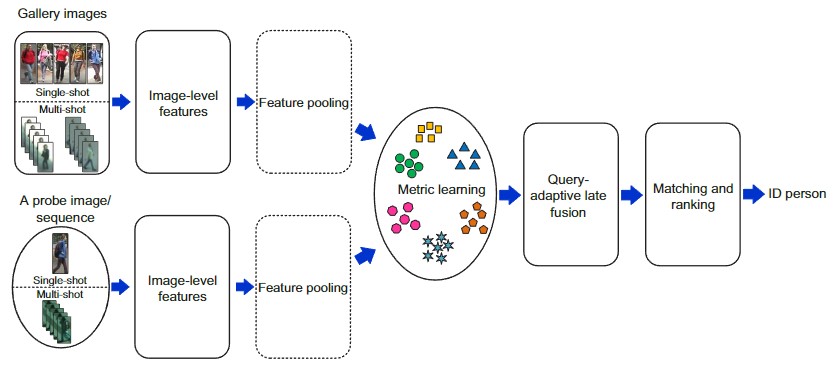 Gallery images
Single-shot
Multi-shot
Image-level
features
Feature pooling
A probe image/
sequence
Single-shot
Multi-shot
Image-level
features
Feature pooling
Metric learning
Query-
adaptive late
fusion
Matching and
ranking
ID person